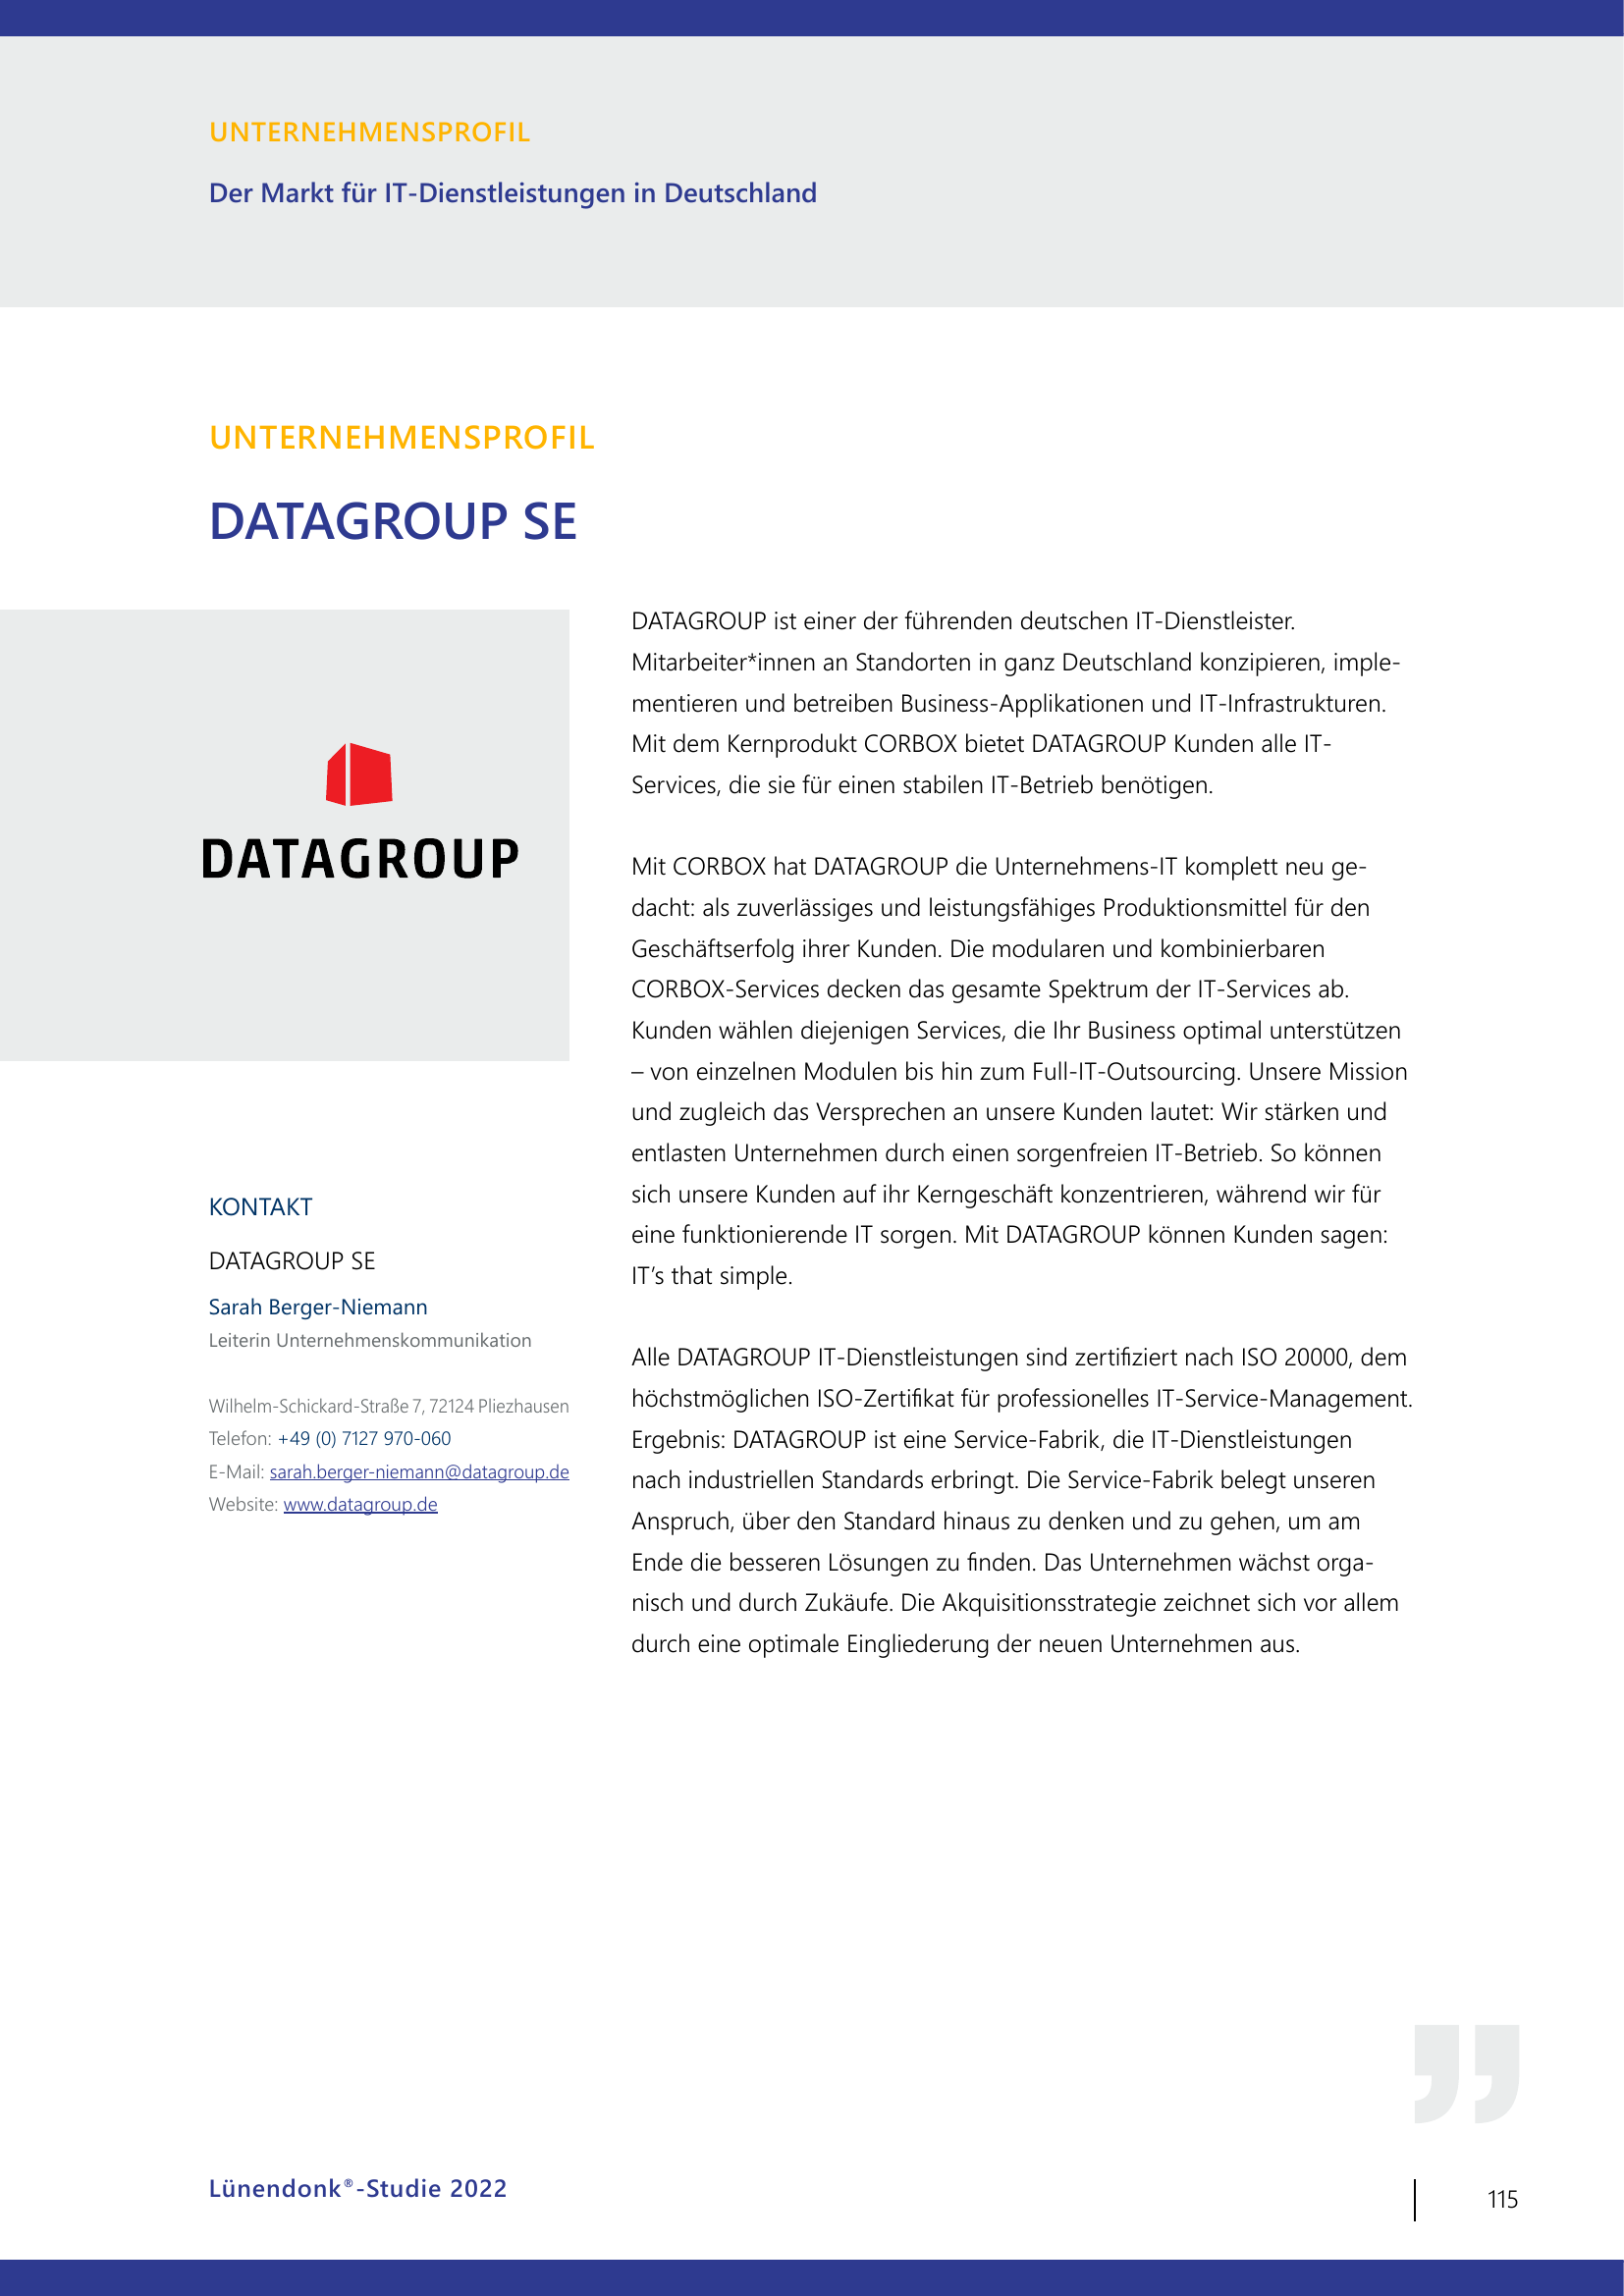 UNTERNEHMENSPROFIL
Der Markt für IT-Dienstleistungen in Deutschland
UNTERNEHMENSPROFIL
DATAGROUP SE
DATAGROUP
KONTAKT
DATAGROUP SE
Sarah Berger-Niemann
Leiterin Unternehmenskommunikation
Wilhelm-Schickard-Straße 7, 72124 Pliezhausen
Telefon: +49 (0) 7127 970-060
E-Mail: sarah.berger-niemann@datagroup.de
Website: www.datagroup.de
DATAGROUP ist einer der führenden deutschen IT-Dienstleister.
Mitarbeiter*innen an Standorten in ganz Deutschland konzipieren, imple-
mentieren und betreiben Business-Applikationen und IT-Infrastrukturen.
Mit dem Kernprodukt CORBOX bietet DATAGROUP Kunden alle IT-
Services, die sie für einen stabilen IT-Betrieb benötigen.
Mit CORBOX hat DATAGROUP die Unternehmens-IT komplett neu ge-
dacht: als zuverlässiges und leistungsfähiges Produktionsmittel für den
Geschäftserfolg ihrer Kunden. Die modularen und kombinierbaren
CORBOX-Services decken das gesamte Spektrum der IT-Services ab.
Kunden wählen diejenigen Services, die Ihr Business optimal unterstützen
– von einzelnen Modulen bis hin zum Full-IT-Outsourcing. Unsere Mission
und zugleich das Versprechen an unsere Kunden lautet: Wir stärken und
entlasten Unternehmen durch einen sorgenfreien IT-Betrieb. So können
sich unsere Kunden auf ihr Kerngeschäft konzentrieren, während wir für
eine funktionierende IT sorgen. Mit DATAGROUP können Kunden sagen:
IT’s that simple.
Alle DATAGROUP IT-Dienstleistungen sind zertifiziert nach ISO 20000, dem
höchstmöglichen ISO-Zertifikat für professionelles IT-Service-Management.
Ergebnis: DATAGROUP ist eine Service-Fabrik, die IT-Dienstleistungen
nach industriellen Standards erbringt. Die Service-Fabrik belegt unseren
Anspruch, über den Standard hinaus zu denken und zu gehen, um am
Ende die besseren Lösungen zu finden. Das Unternehmen wächst orga-
nisch und durch Zukäufe. Die Akquisitionsstrategie zeichnet sich vor allem
durch eine optimale Eingliederung der neuen Unternehmen aus.
Lünendonk®-Studie 2022
115